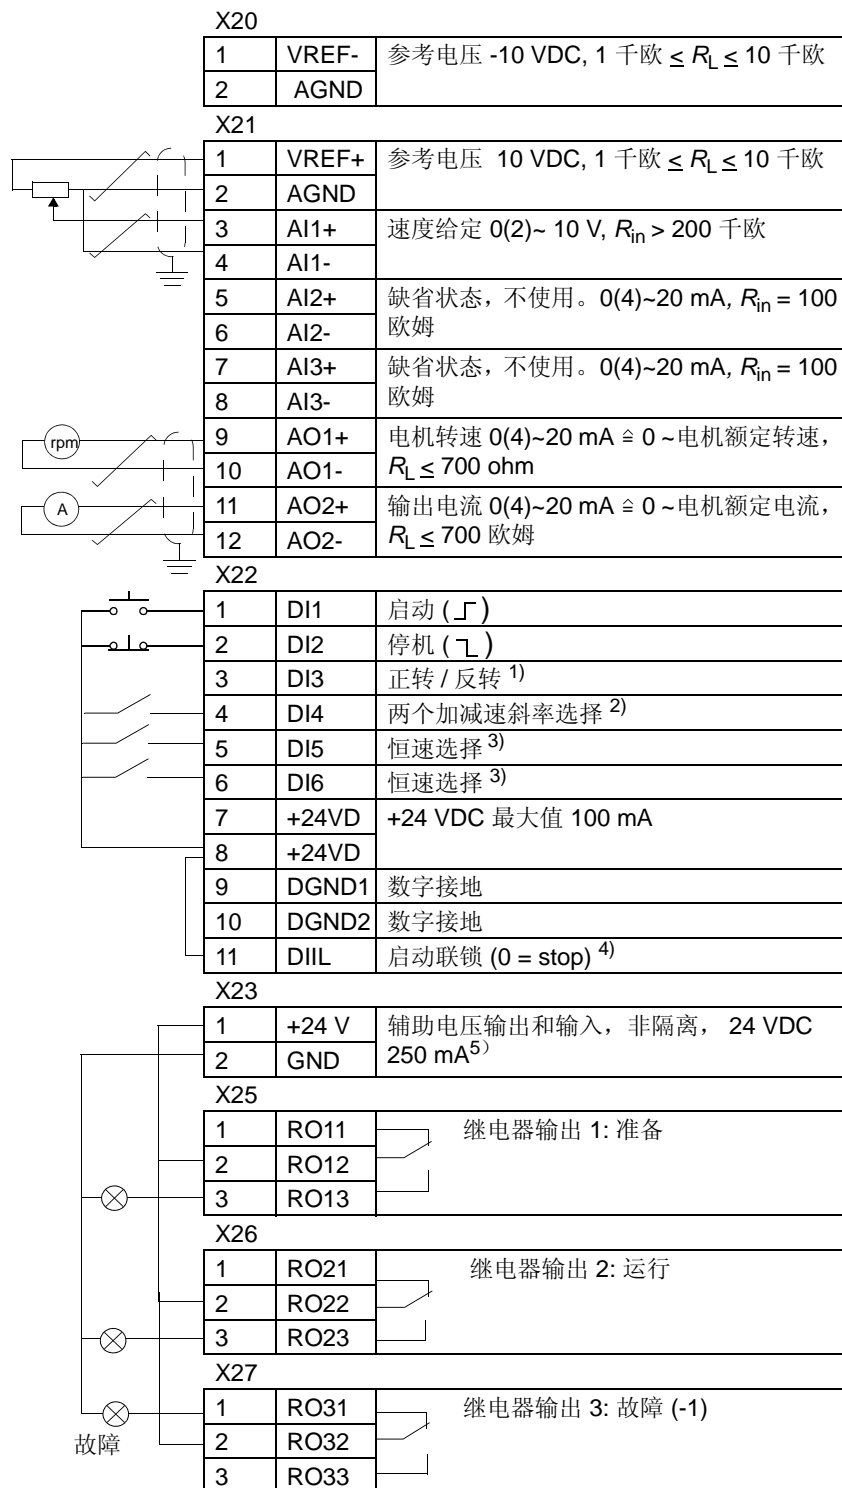 X20
1 VREF- 参考电压 -10 VDC, 1 千欧 ≤ RL ≤ 10 千欧
2 AGND
X21
1 VREF+ 参考电压 10 VDC, 1 千欧 ≤ RL ≤ 10 千欧
2 AGND
3 AI1+ 速度给定 0(2)~ 10 V, Rin > 200 千欧
4 AI1-
5 AI2+ 缺省状态，不使用。0(4)~20 mA, Rin = 100
6 AI2- 欧姆
7 AI3+ 缺省状态，不使用。0(4)~20 mA, Rin = 100
8 AI3- 欧姆
rpm 9 AO1+ 电机转速 0(4)~20 mA ≙ 0 ~电机额定转速，
10 AO1- RL ≤ 700 ohm
A 11 AO2+ 输出电流 0(4)~20 mA ≙ 0 ~电机额定电流，
12 AO2- RL ≤ 700 欧姆
X22
1 DI1 启动 ( )
2 DI2 停机 ( )
3 DI3 正转 / 反转 1)
4 DI4 两个加减速斜率选择 2)
5 DI5 恒速选择 3)
6 DI6 恒速选择 3)
7 +24VD +24 VDC 最大值 100 mA
8 +24VD
9 DGND1 数字接地
10 DGND2 数字接地
11 DIIL 启动联锁 (0 = stop) 4)
X23
1 +24 V 辅助电压输出和输入，非隔离， 24 VDC
2 GND 250 mA5）
X25
1 RO11 继电器输出 1: 准备
2 RO12
3 RO13
X26
1 RO21 继电器输出 2: 运行
2 RO22
3 RO23
X27
1 RO31 继电器输出 3: 故障 (-1)
故障 2 RO32
3 RO33